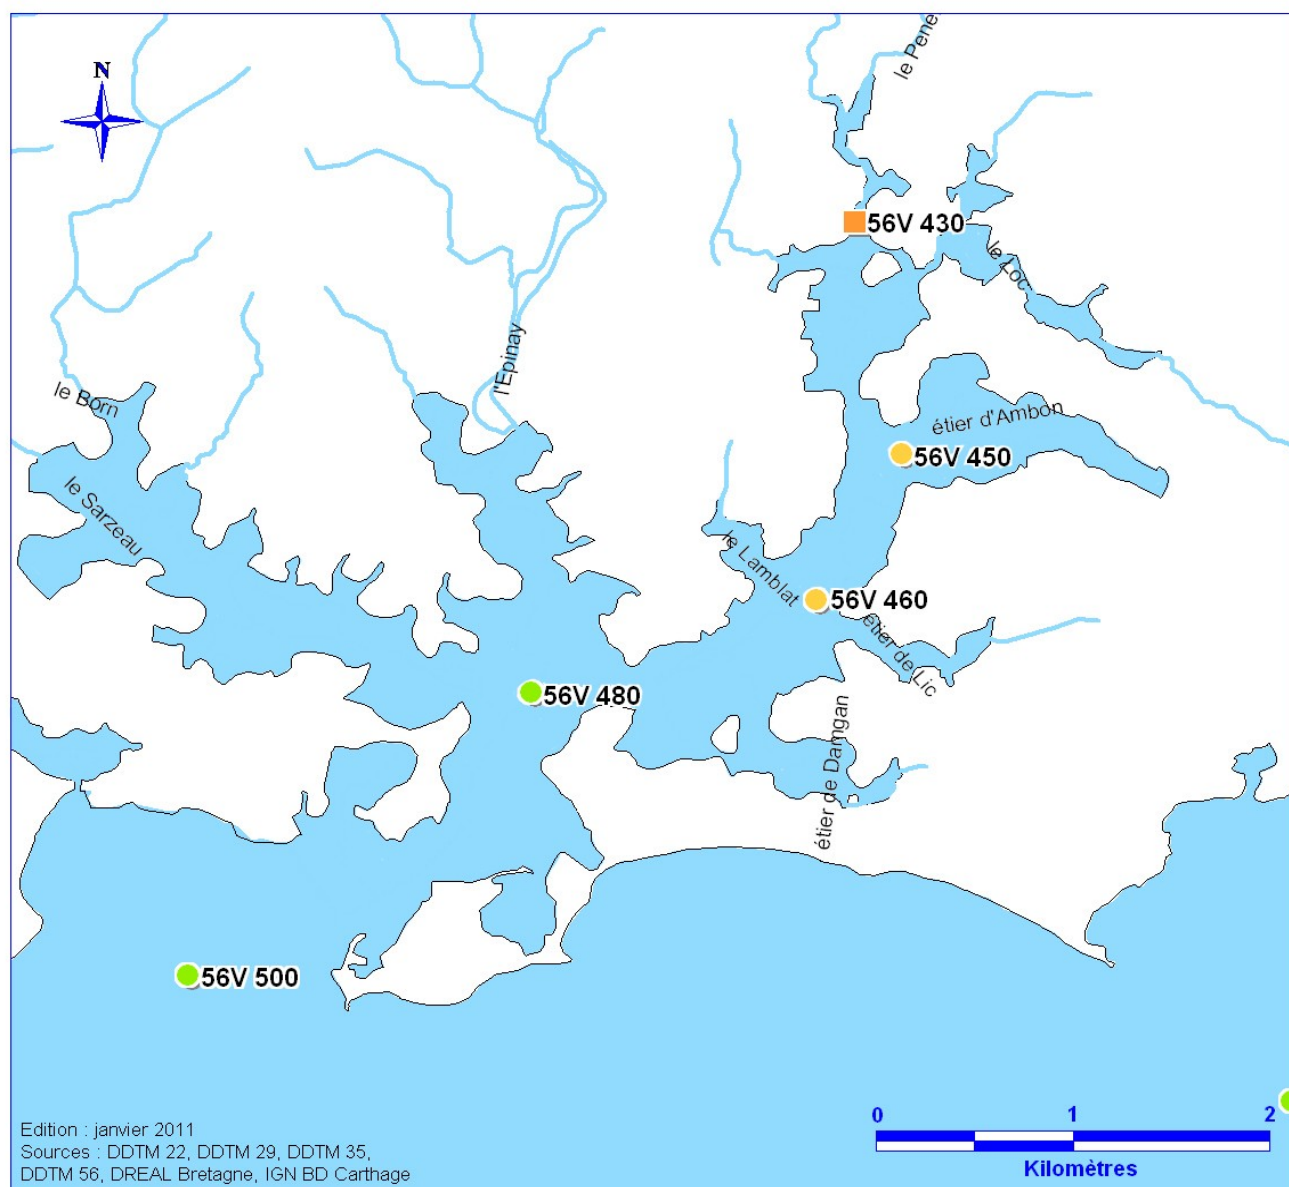 N
le Pene
56V 430
le Loc
l'Epinay
le Born
étier d'Ambon
56V 450
le Sarzeau
le Lamblat
56V 460
étier de Lic
56V 480
étier de Damgan
56V 500
0 1 2
Kilomètres
Edition : janvier 2011
Sources : DDTM 22, DDTM 29, DDTM 35,
DDTM 56, DREAL Bretagne, IGN BD Carthage